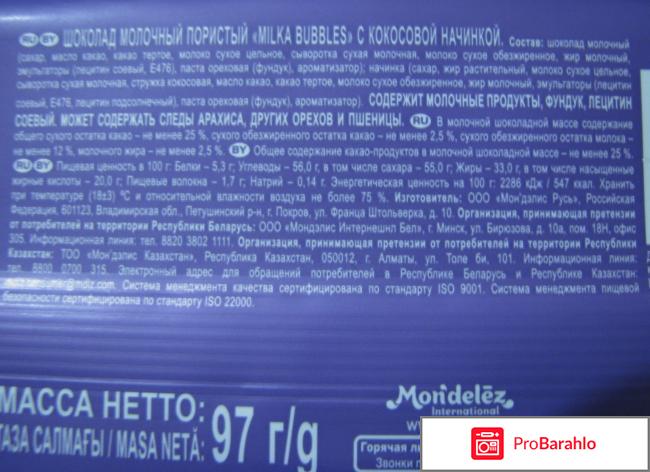 RU BY ШОКОЛАД МОЛОЧНЫЙ ПОРИСТЫЙ «MILKA BUBBLES» С КОКОСОВОЙ НАЧИНКОЙ. Состав: шоколад молочный
(сахар, масло какао, какао тертое, молоко сухое цельное, сыворотка сухая молочная, молоко сухое обезжиренное, жир молочный,
эмульгаторы (лецитин соевый, E476), паста ореховая (фундук), ароматизатор); начинка (сахар, жир растительный, молоко сухое цельное,
сыворотка сухая молочная, стружка кокосовая, масло какао, какао тертое, молоко сухое обезжиренное, жир молочный, эмульгаторы (лецитин
соевый, E476, лецитин подсолнечный), паста ореховая (фундук), ароматизатор). СОДЕРЖИТ МОЛОЧНЫЕ ПРОДУКТЫ, ФУНДУК, ЛЕЦИТИН
СОЕВЫЙ. МОЖЕТ СОДЕРЖАТЬ СЛЕДЫ АРАХИСА, ДРУГИХ ОРЕХОВ И ПШЕНИЦЫ. RU В молочной шоколадной массе содержание
общего сухого остатка какао – не менее 25 %, сухого обезжиренного остатка какао – не менее 2,5 %, сухого обезжиренного остатка молока –
не менее 12 %, молочного жира – не менее 2,5 %. BY Общее содержание какао-продуктов в молочной шоколадной массе – не менее 25 %.
RU BY Пищевая ценность в 100 г: Белки – 5,3 г; Углеводы – 56,0 г, в том числе сахара – 55,0 г; Жиры – 33,0 г, в том числе насыщенные
жирные кислоты – 20,0 г; Пищевые волокна – 1,7 г; Натрий – 0,14 г. Энергетическая ценность на 100 г: 2286 кДж / 547 ккал. Хранить
при температуре (18±3) °C и относительной влажности воздуха не более 75 %. Изготовитель: ООО «Мон'дэлис Русь», Российская
Федерация, 601123, Владимирская обл., Петушинский р-н, г. Покров, ул. Франца Штольверка, д. 10. Организация, принимающая претензии
от потребителей на территории Республики Беларусь: ООО «Мондэлис Интернешнл Бел», г. Минск, ул. Бирюзова, д. 10а, пом. 18Н, офис
305. Информационная линия: тел. 8820 3802 1111. Организация, принимающая претензии от потребителей на территории Республики
Казахстан: ТОО «Мон'дэлис Казахстан», Республика Казахстан, 050012, г. Алматы, ул. Толе би, 101. Информационная линия:
тел. 8800 0700 315. Электронный адрес для обращений потребителей в Республике Беларусь и Республике Казахстан:
@mdlz.com. Система менеджмента качества сертифицирована по стандарту ISO 9001. Система менеджмента пищевой
безопасности сертифицирована по стандарту ISO 22000.
МАССА НЕТТО:
ТАЗА САЛМАҒЫ / MASA NETĂ:
97 г/g
Mondelēz
International
Горячая
Звонки
ProBarahlo